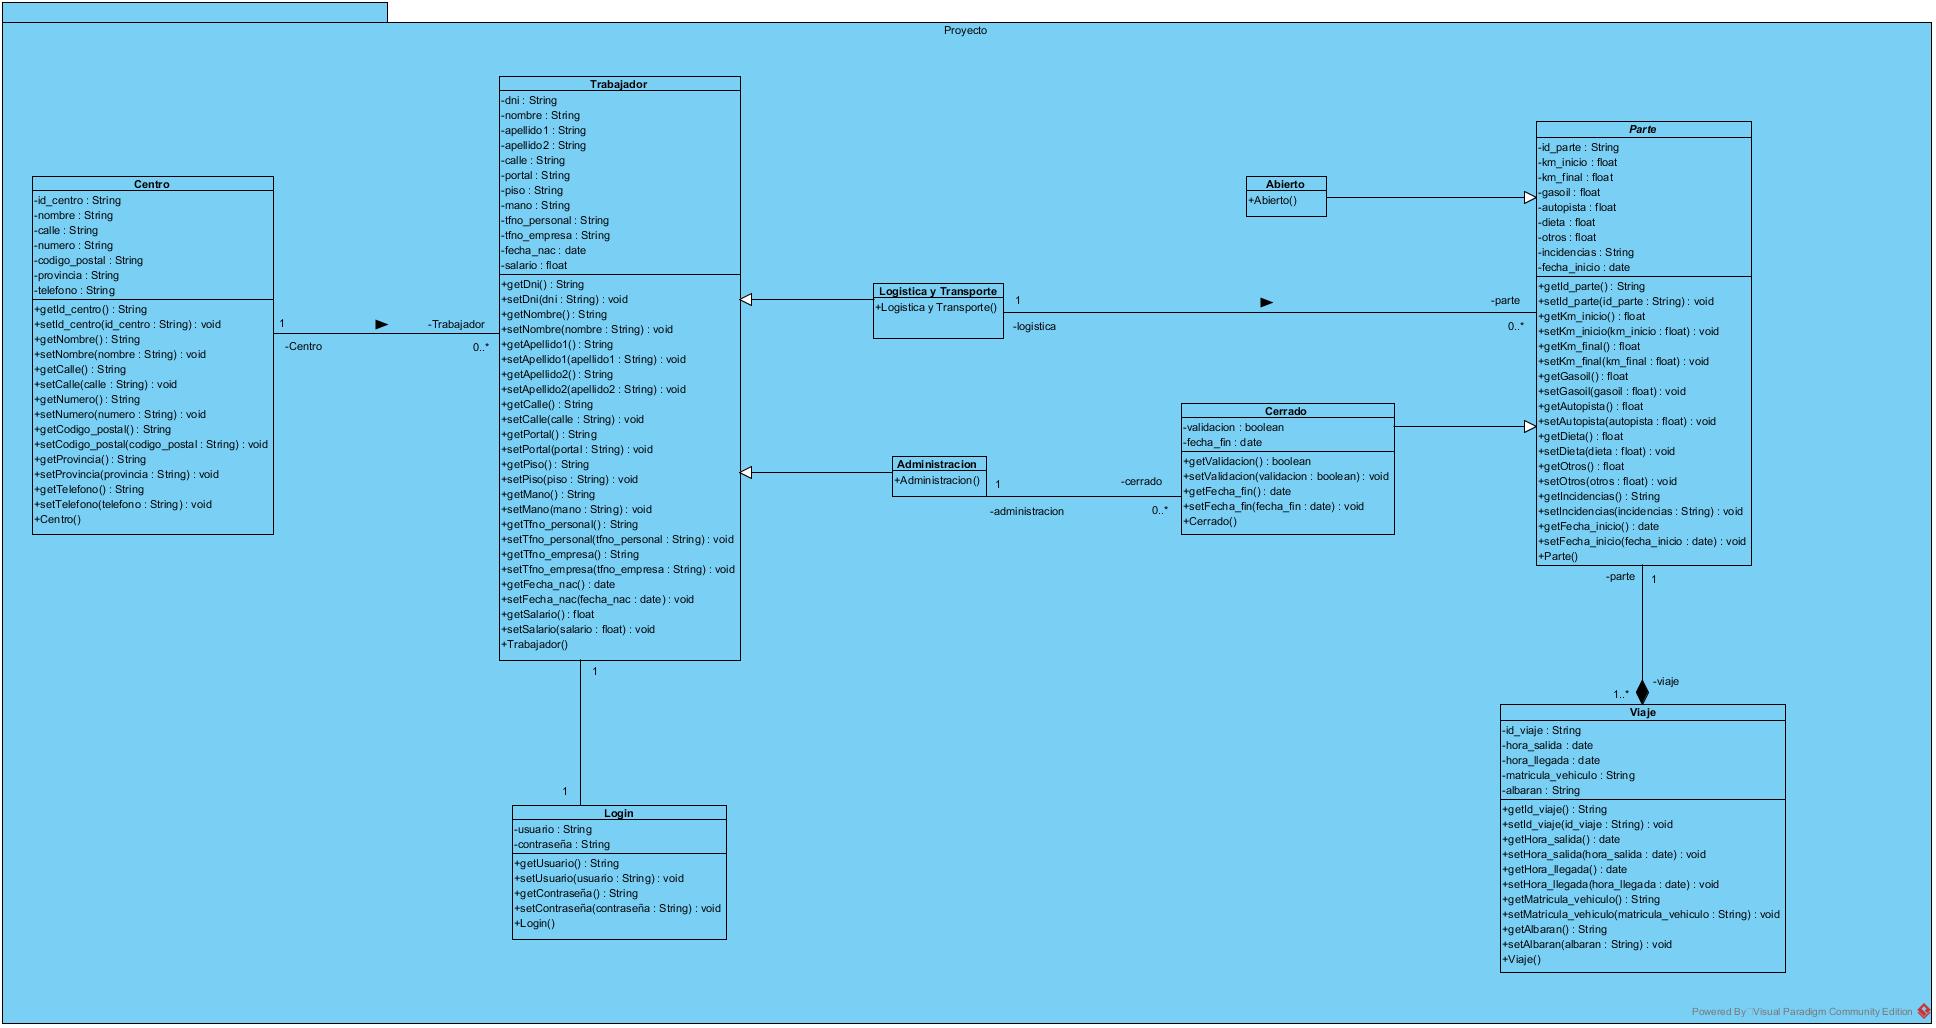 Proyecto
Trabajador
-dni : String
-nombre : String
-apellido1 : String
-apellido2 : String
-calle : String
-portal : String
-piso : String
-mano : String
-tfno_personal : String
-tfno_empresa : String
-fecha_nac : date
-salario : float
+getDni() : String
+setDni(dni : String) : void
+getNombre() : String
+setNombre(nombre : String) : void
+getApellido1() : String
+setApellido1(apellido1 : String) : void
+getApellido2() : String
+setApellido2(apellido2 : String) : void
+getCalle() : String
+setCalle(calle : String) : void
+getPortal() : String
+setPortal(portal : String) : void
+getPiso() : String
+setPiso(piso : String) : void
+getMano() : String
+setMano(mano : String) : void
+getTfno_personal() : String
+setTfno_personal(tfno_personal : String) : void
+getTfno_empresa() : String
+setTfno_empresa(tfno_empresa : String) : void
+getFecha_nac() : date
+setFecha_nac(fecha_nac : date) : void
+getSalario() : float
+setSalario(salario : float) : void
+Trabajador()
Centro
-id_centro : String
-nombre : String
-calle : String
-numero : String
-codigo_postal : String
-provincia : String
-telefono : String
+getId_centro() : String
+setId_centro(id_centro : String) : void
+getNombre() : String
+setNombre(nombre : String) : void
+getCalle() : String
+setCalle(calle : String) : void
+getNumero() : String
+setNumero(numero : String) : void
+getCodigo_postal() : String
+setCodigo_postal(codigo_postal : String) : void
+getProvincia() : String
+setProvincia(provincia : String) : void
+getTelefono() : String
+setTelefono(telefono : String) : void
+Centro()
1
-Centro
-Trabajador
0..*
Logistica y Transporte
+Logistica y Transporte()
1
-logistica
-parte
0..*
Administracion
+Administracion()
1
-administracion
-cerrado
0..*
Abierto
+Abierto()
Cerrado
-validacion : boolean
-fecha_fin : date
+getValidacion() : boolean
+setValidacion(validacion : boolean) : void
+getFecha_fin() : date
+setFecha_fin(fecha_fin : date) : void
+Cerrado()
Parte
-id_parte : String
-km_inicio : float
-km_final : float
-gasoil : float
-autopista : float
-dieta : float
-otros : float
-incidencias : String
-fecha_inicio : date
+getId_parte() : String
+setId_parte(id_parte : String) : void
+getKm_inicio() : float
+setKm_inicio(km_inicio : float) : void
+getKm_final() : float
+setKm_final(km_final : float) : void
+getGasoil() : float
+setGasoil(gasoil : float) : void
+getAutopista() : float
+setAutopista(autopista : float) : void
+getDieta() : float
+setDieta(dieta : float) : void
+getOtros() : float
+setOtros(otros : float) : void
+getIncidencias() : String
+setIncidencias(incidencias : String) : void
+getFecha_inicio() : date
+setFecha_inicio(fecha_inicio : date) : void
+Parte()
-parte
1
1..*
-viaje
Viaje
-id_viaje : String
-hora_salida : date
-hora_llegada : date
-matricula_vehiculo : String
-albaran : String
+getId_viaje() : String
+setId_viaje(id_viaje : String) : void
+getHora_salida() : date
+setHora_salida(hora_salida : date) : void
+getHora_llegada() : date
+setHora_llegada(hora_llegada : date) : void
+getMatricula_vehiculo() : String
+setMatricula_vehiculo(matricula_vehiculo : String) : void
+getAlbaran() : String
+setAlbaran(albaran : String) : void
+Viaje()
1
1
Login
-usuario : String
-contraseña : String
+getUsuario() : String
+setUsuario(usuario : String) : void
+getContraseña() : String
+setContraseña(contraseña : String) : void
+Login()
Powered By Visual Paradigm Community Edition